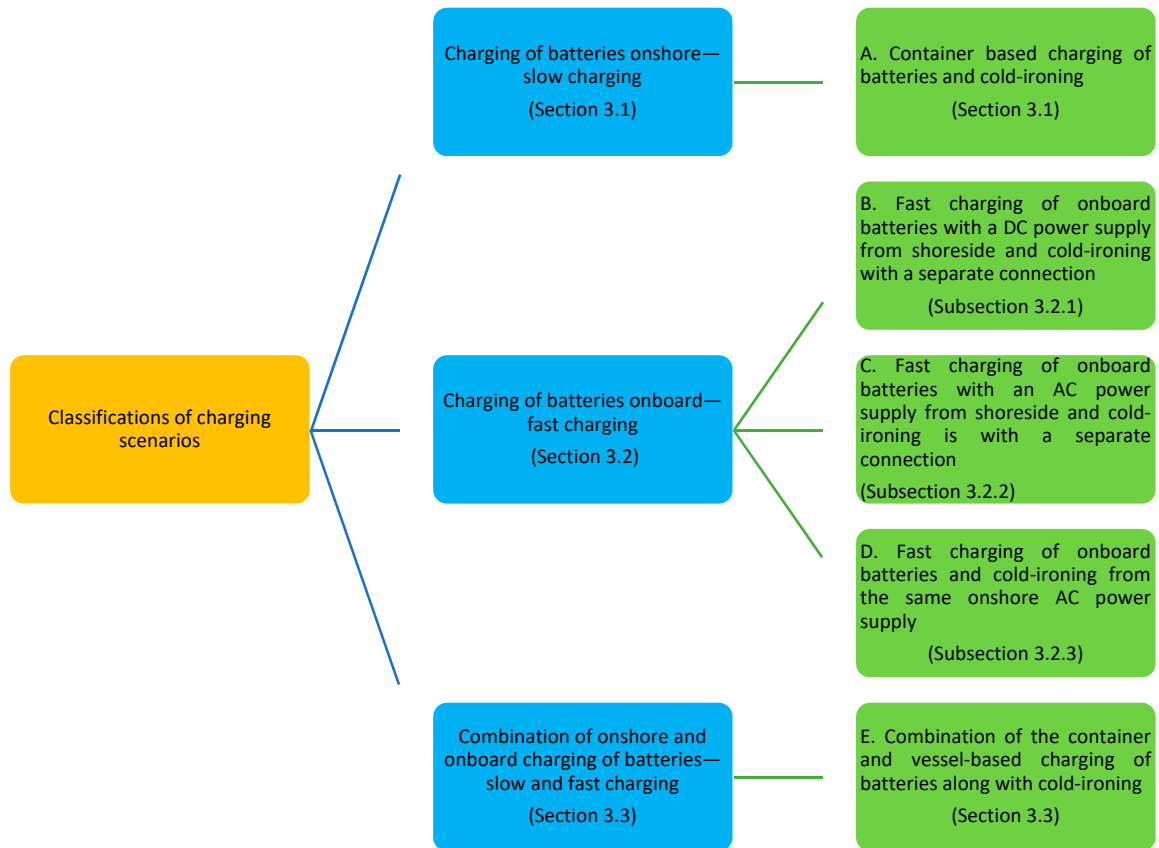 Charging of batteries onshore—
slow charging
(Section 3.1)
A. Container based charging of
batteries and cold-ironing
(Section 3.1)
B. Fast charging of onboard
batteries with a DC power supply
from shoreside and cold-ironing
with a separate connection
(Subsection 3.2.1)
Classifications of charging
scenarios
Charging of batteries onboard—
fast charging
(Section 3.2)
C. Fast charging of onboard
batteries with an AC power
supply from shoreside and cold-
ironing is with a separate
connection
(Subsection 3.2.2)
D. Fast charging of onboard
batteries and cold-ironing from
the same onshore AC power
supply
(Subsection 3.2.3)
Combination of onshore and
onboard charging of batteries—
slow and fast charging
(Section 3.3)
E. Combination of the container
and vessel-based charging of
batteries along with cold-ironing
(Section 3.3)